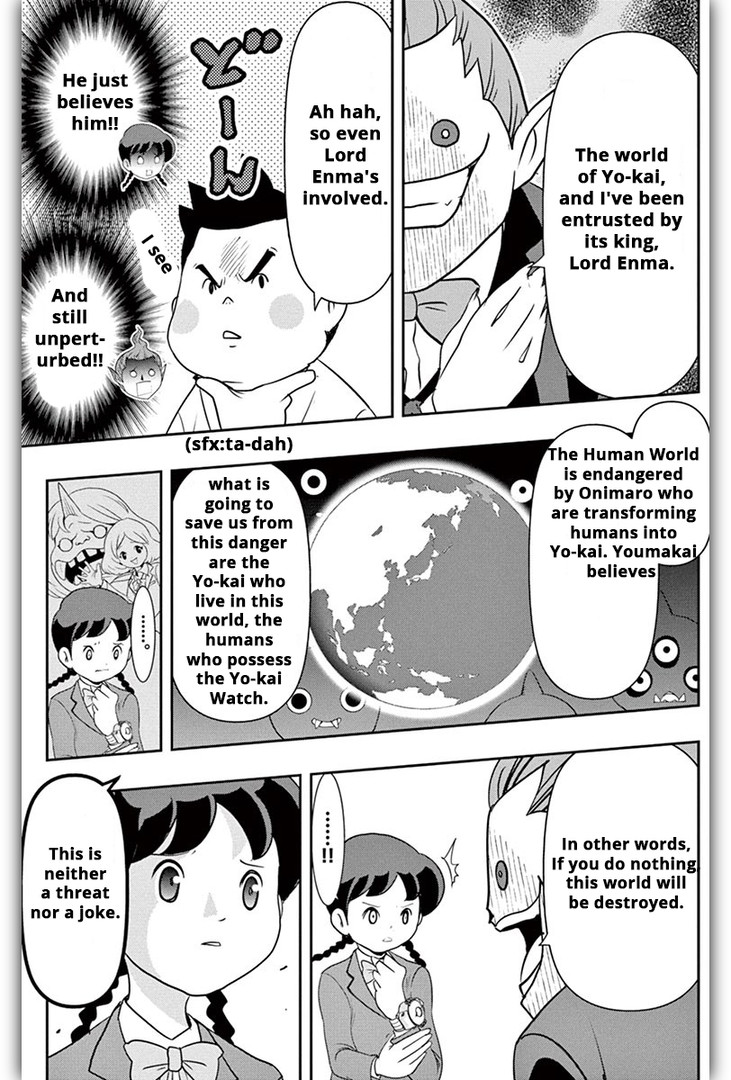 The world
of Yo-kai,
and I've been
entrusted by
its king,
Lord Enma.
Ah hah,
so even
Lord
Enma's
involved.
どーん
I see
He just
believes
him!!
And
still
unpert-
urbed!!
(sfx:ta-dah)
The Human World
is endangered
by Onimaro who
are transforming
humans into
Yo-kai. Youmakai
believes
what is
going to
save us from
this danger
are the
Yo-kai who
live in this
world, the
humans
who possess
the Yo-kai
Watch.
……。
In other words,
If you do nothing
this world will
be destroyed.
……!!
This is
neither
a threat
nor a joke.